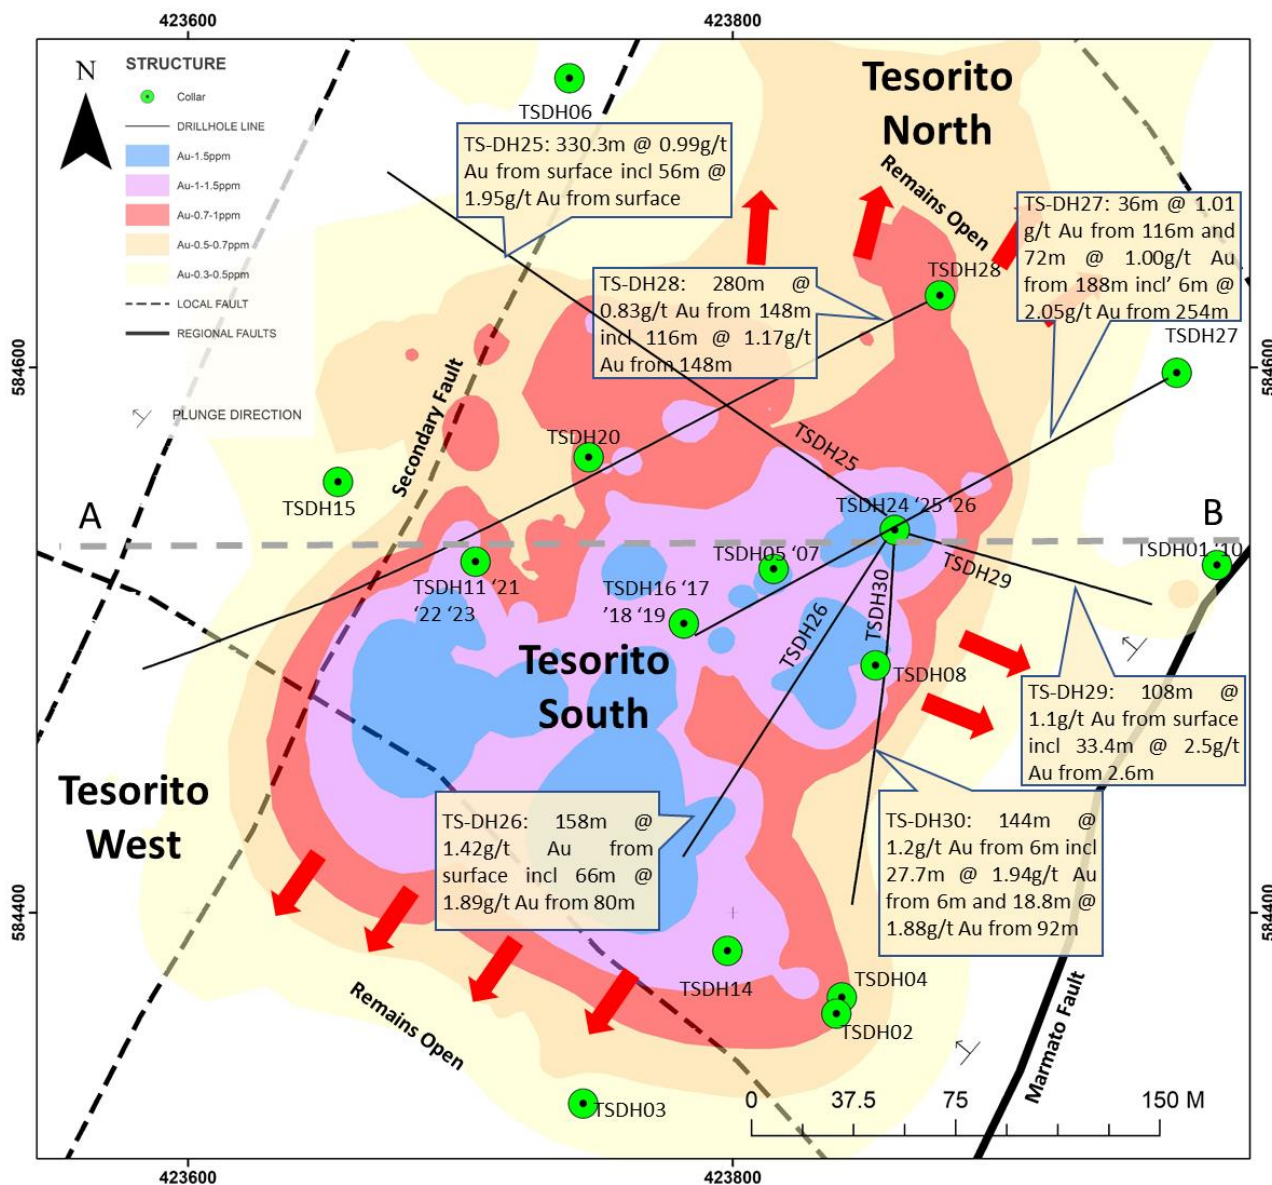 423600
423800
N
STRUCTURE
Collar
DRILLHOLE LINE
Au-1.5ppm
Au-1-1.5ppm
Au-0.7-1ppm
Au-0.5-0.7ppm
Au-0.3-0.5ppm
LOCAL FAULT
REGIONAL FAULTS
PLUNGE DIRECTION
TSDH06
Tesorito
North
TS-DH25: 330.3m @ 0.99g/t
Au from surface incl 56m @
1.95g/t Au from surface
Remains Open
TS-DH27: 36m @ 1.01
g/t Au from 116m and
72m @ 1.00g/t Au
from 188m incl' 6m @
2.05g/t Au from 254m
TSDH28
TS-DH28: 280m @
0.83g/t Au from 148m
incl 116m @ 1.17g/t
Au from 148m
TSDH27
584600
584600
Secondary Fault
TSDH20
TSDH25
TSDH15
TSDH24 '25 '26
A
B
TSDH01 '10
TSDH05 '07
TSDH29
TSDH11 '21
'22 '23
TSDH16 '17
'18 '19
TSDH30
TSDH26
Tesorito
South
TSDH08
TS-DH29: 108m @
1.1g/t Au from surface
incl 33.4m @ 2.5g/t
Au from 2.6m
Tesorito
West
TS-DH26: 158m @
1.42g/t Au from
surface incl 66m @
1.89g/t Au from 80m
TS-DH30: 144m @
1.2g/t Au from 6m incl
27.7m @ 1.94g/t Au
from 6m and 18.8m @
1.88g/t Au from 92m
584400
584400
TSDH14
TSDH04
TSDH02
Remains Open
Marmato Fault
TSDH03
0 37.5 75 150 M
423600
423800